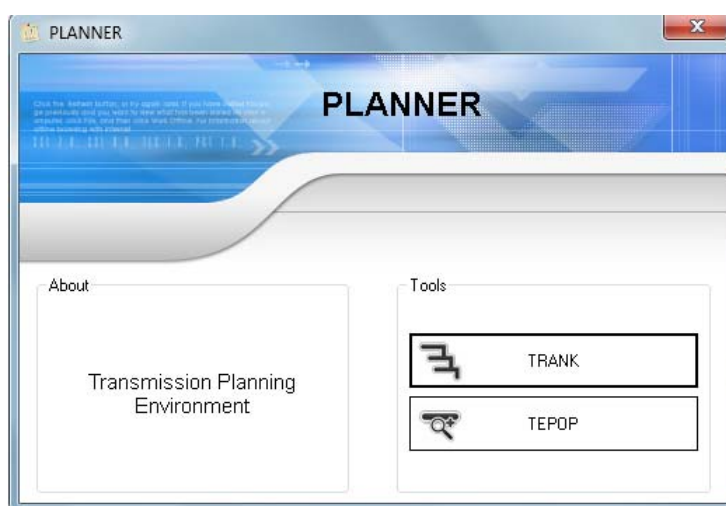 PLANNER
PLANNER
About
Transmission Planning
Environment
Tools
TRANK
TEPOP